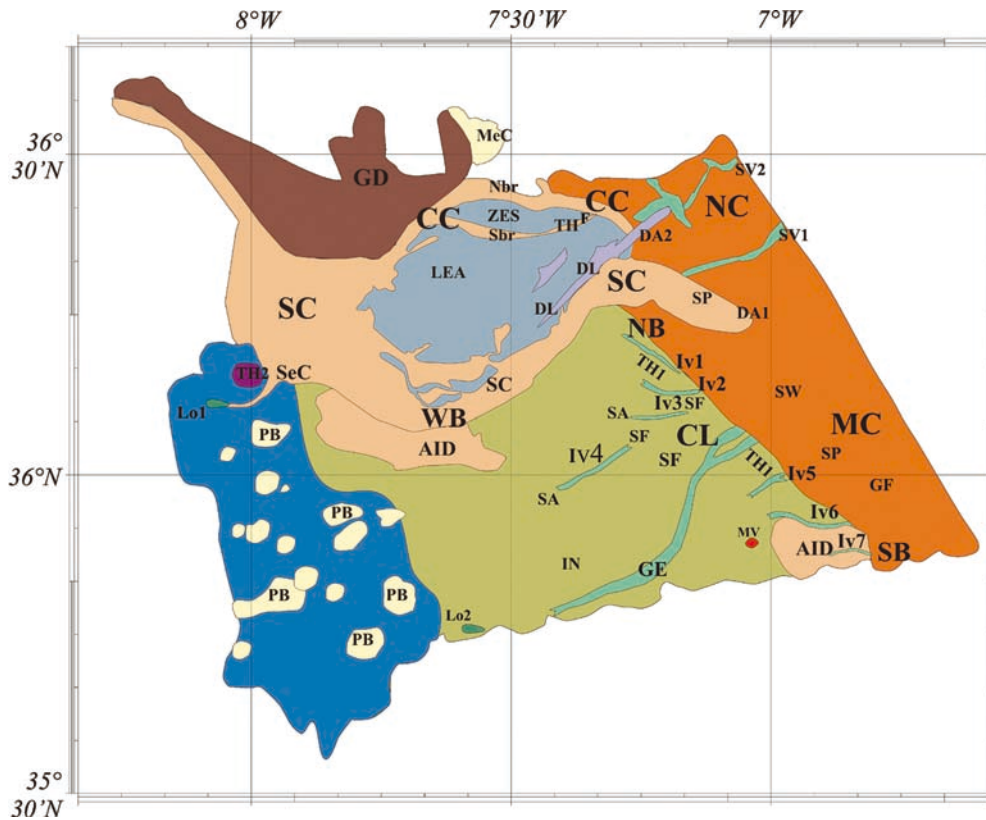 8°W 7°30'W 7°W
36°
30'N
36°N
35°
30'N
MeC
GD
SV2
Nbr
CC
CC
NC
ZES
TH
F
Sbr
DA2
SV1
LEA
DL
SC
SC
SP
DL
DA1
NB
Iv1
TH1
TH2
SeC
SC
Iv2
SW
Lo1
Iv3
SF
SA
WB
MC
PB
SF
CL
AID
IV4
SF
SP
TH1
Iv5
GF
SA
PB
Iv6
MV
AID
Iv7
SB
IN
GE
PB
PB
Lo2
PB